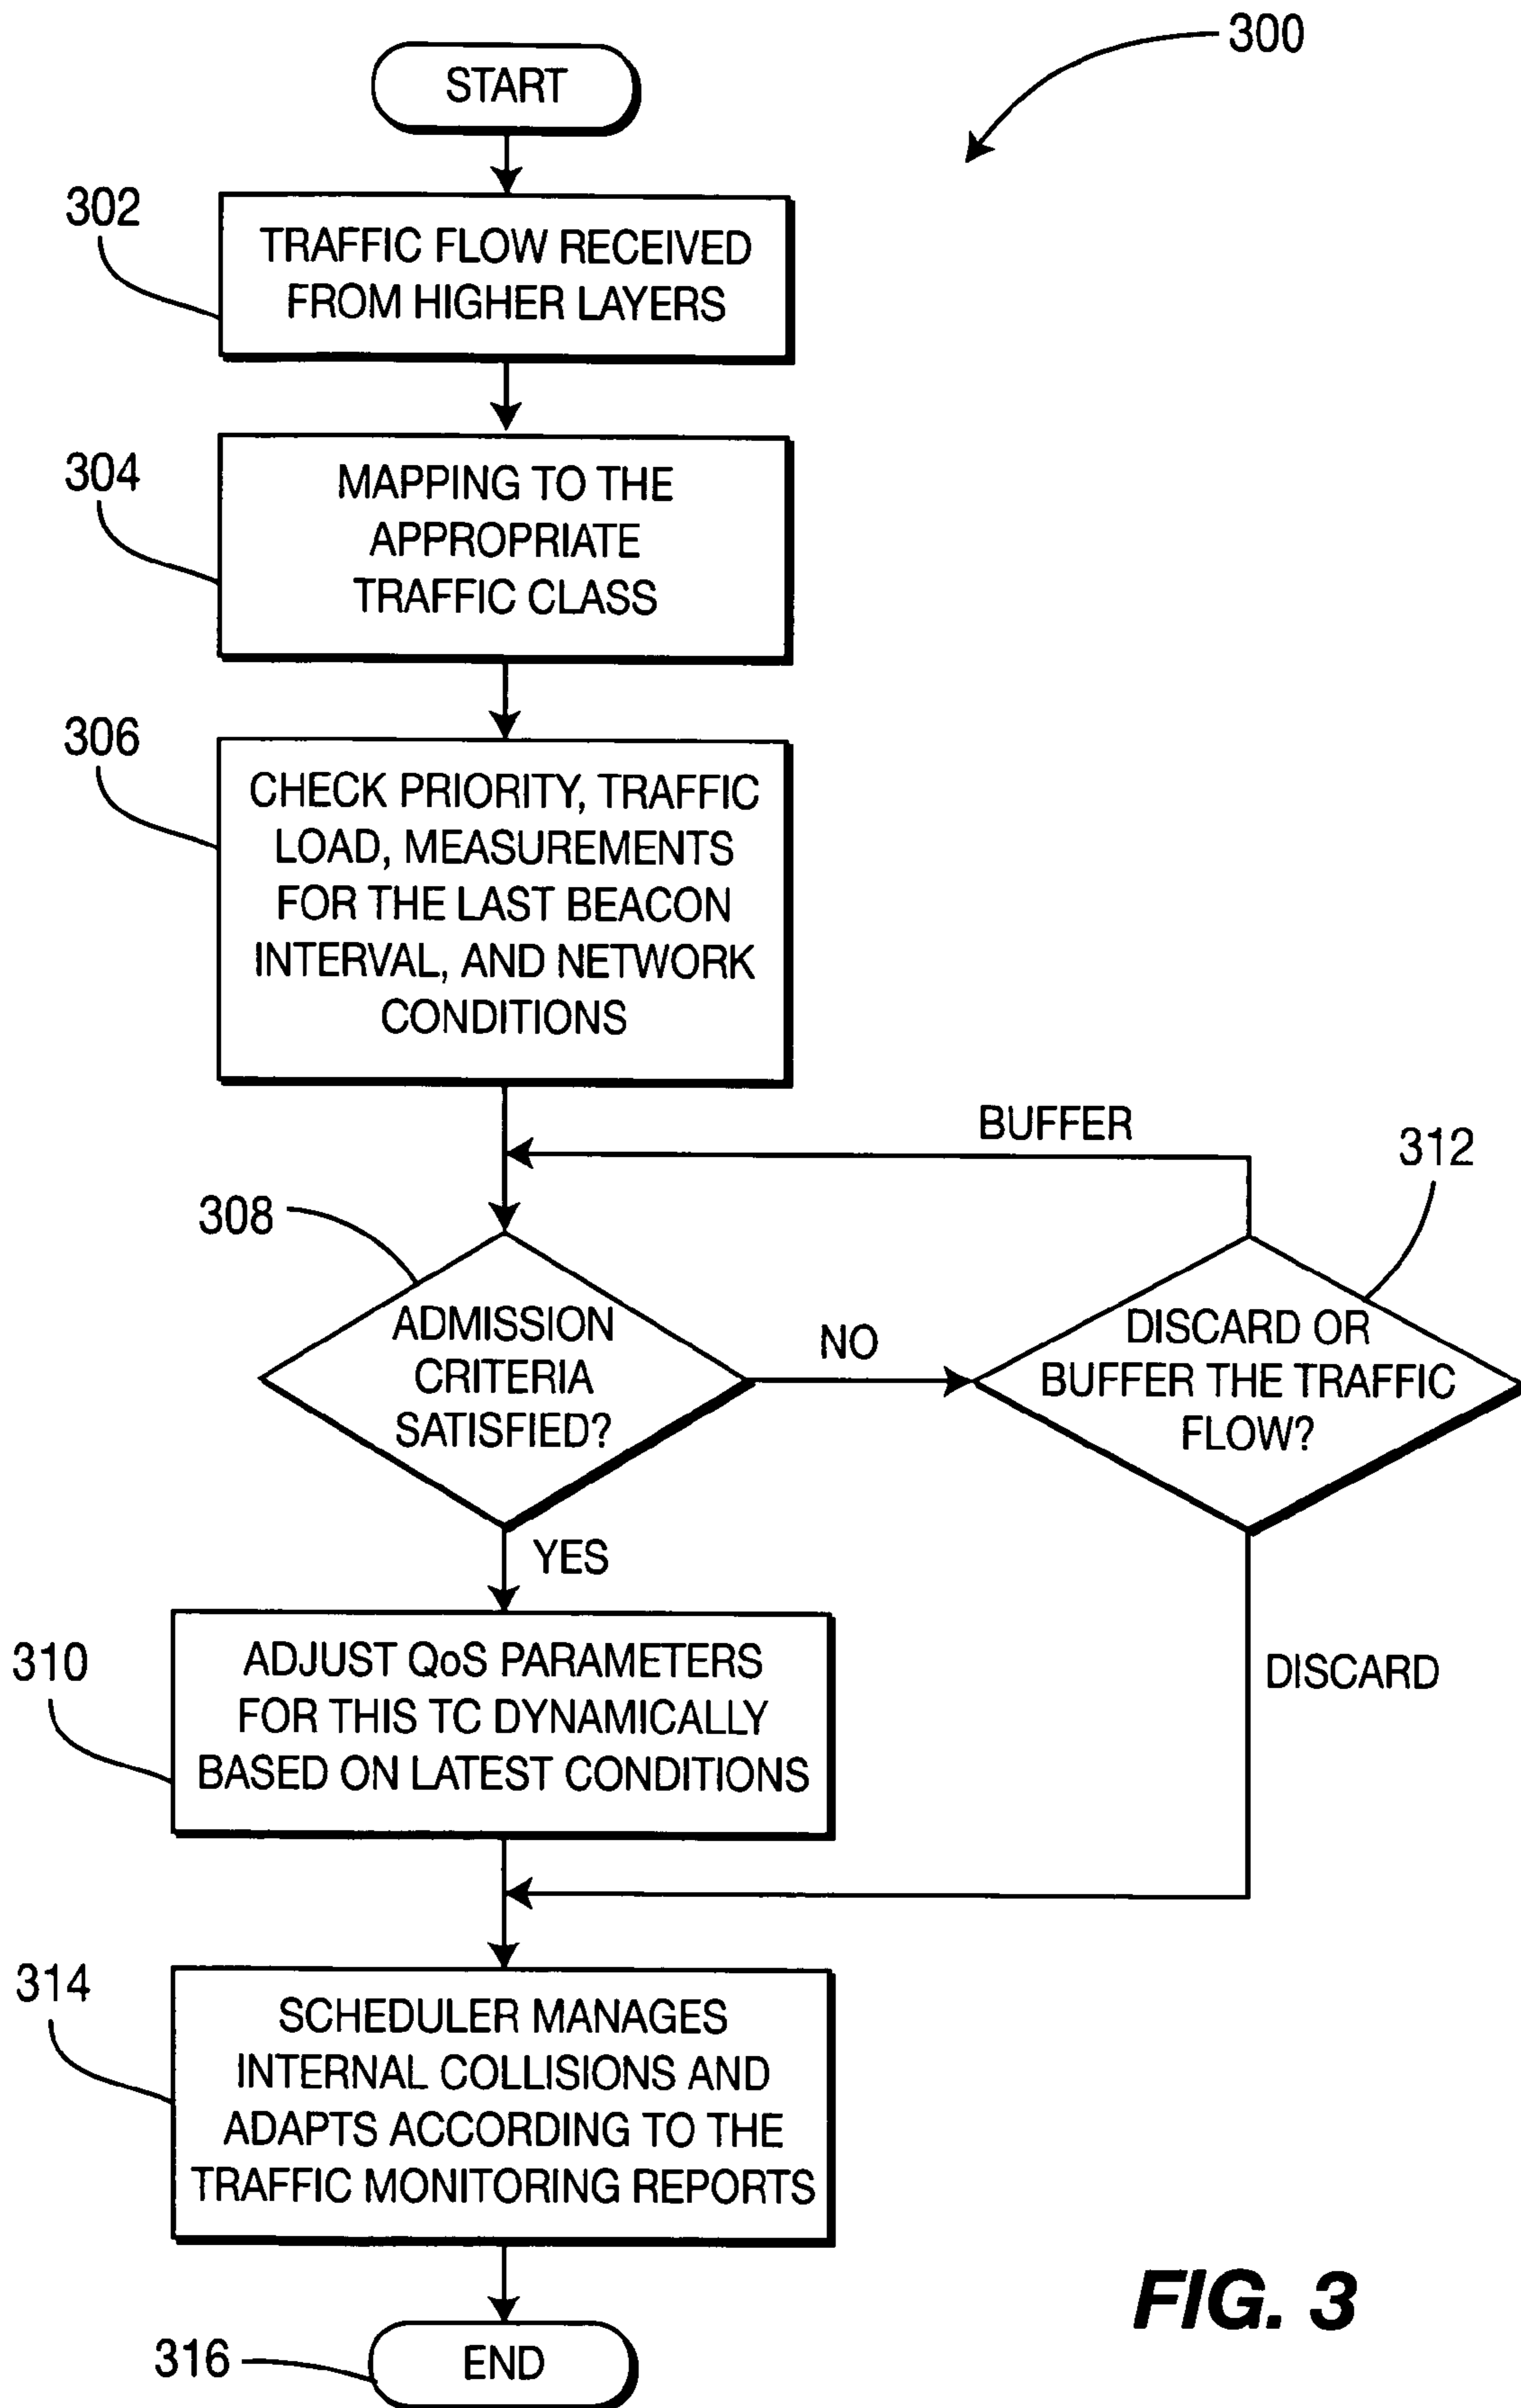 300
START
302
TRAFFIC FLOW RECEIVED
FROM HIGHER LAYERS
304
MAPPING TO THE
APPROPRIATE
TRAFFIC CLASS
306
CHECK PRIORITY, TRAFFIC
LOAD, MEASUREMENTS
FOR THE LAST BEACON
INTERVAL, AND NETWORK
CONDITIONS
BUFFER
312
308
ADMISSION
CRITERIA
SATISFIED?
NO
DISCARD OR
BUFFER THE TRAFFIC
FLOW?
YES
310
ADJUST QoS PARAMETERS
FOR THIS TC DYNAMICALLY
BASED ON LATEST CONDITIONS
DISCARD
314
SCHEDULER MANAGES
INTERNAL COLLISIONS AND
ADAPTS ACCORDING TO THE
TRAFFIC MONITORING REPORTS
316
END
FIG. 3